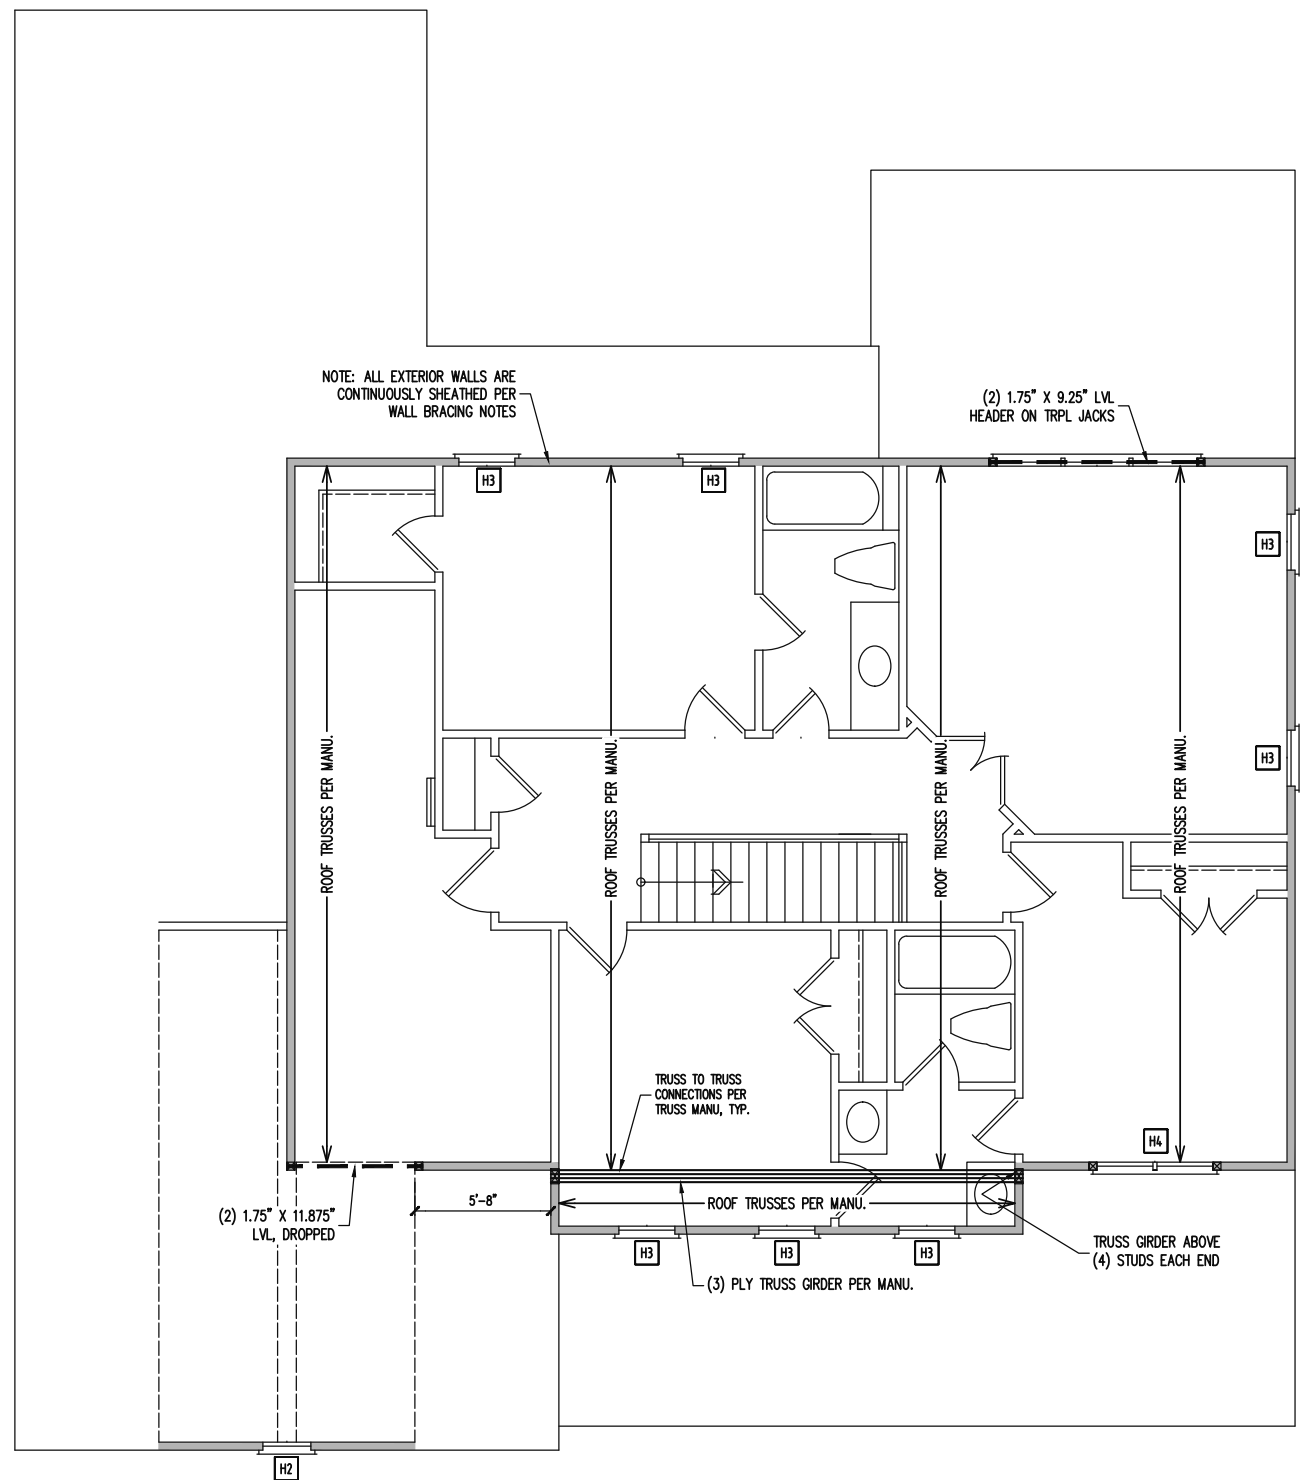 NOTE: ALL EXTERIOR WALLS ARE
CONTINUOUSLY SHEATHED PER
WALL BRACING NOTES
(2) 1.75" X 9.25" LVL
HEADER ON TRPL JACKS
H3
H3
H3
H3
ROOF TRUSSES PER MANU.
ROOF TRUSSES PER MANU.
ROOF TRUSSES PER MANU.
ROOF TRUSSES PER MANU.
TRUSS TO TRUSS
CONNECTIONS PER
TRUSS MANU, TYP.
H4
(2) 1.75" X 11.875"
LVL, DROPPED
5'-8"
ROOF TRUSSES PER MANU.
H3
H3
H3
TRUSS GIRDER ABOVE
(4) STUDS EACH END
(3) PLY TRUSS GIRDER PER MANU.
H2